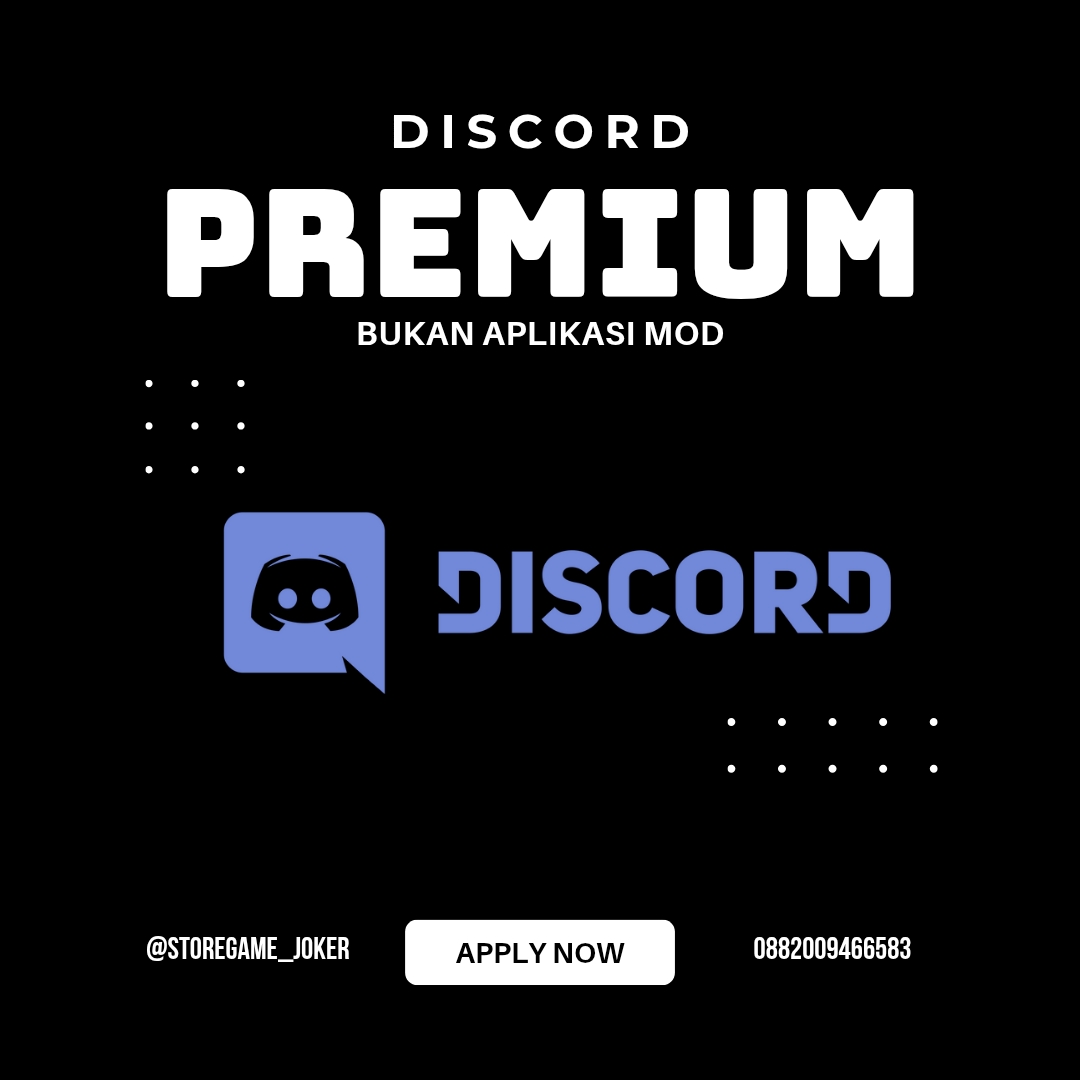 DISCORD
PREMIUM
BUKAN APLIKASI MOD
DISCORD
@STOREGAME_JOKER
APPLY NOW
0882009466583